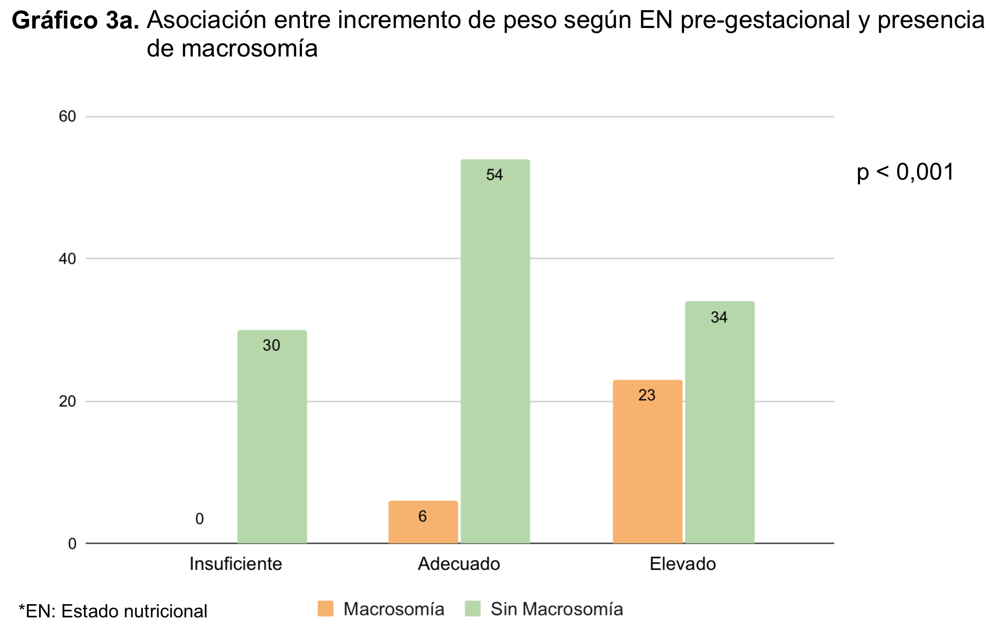 Gráfico 3a. Asociación entre incremento de peso según EN pre-gestacional y presencia
de macrosomía
60
p < 0,001
54
40
34
30
23
20
6
0
0
Insuficiente Adecuado Elevado
*EN: Estado nutricional Macrosomía Sin Macrosomía